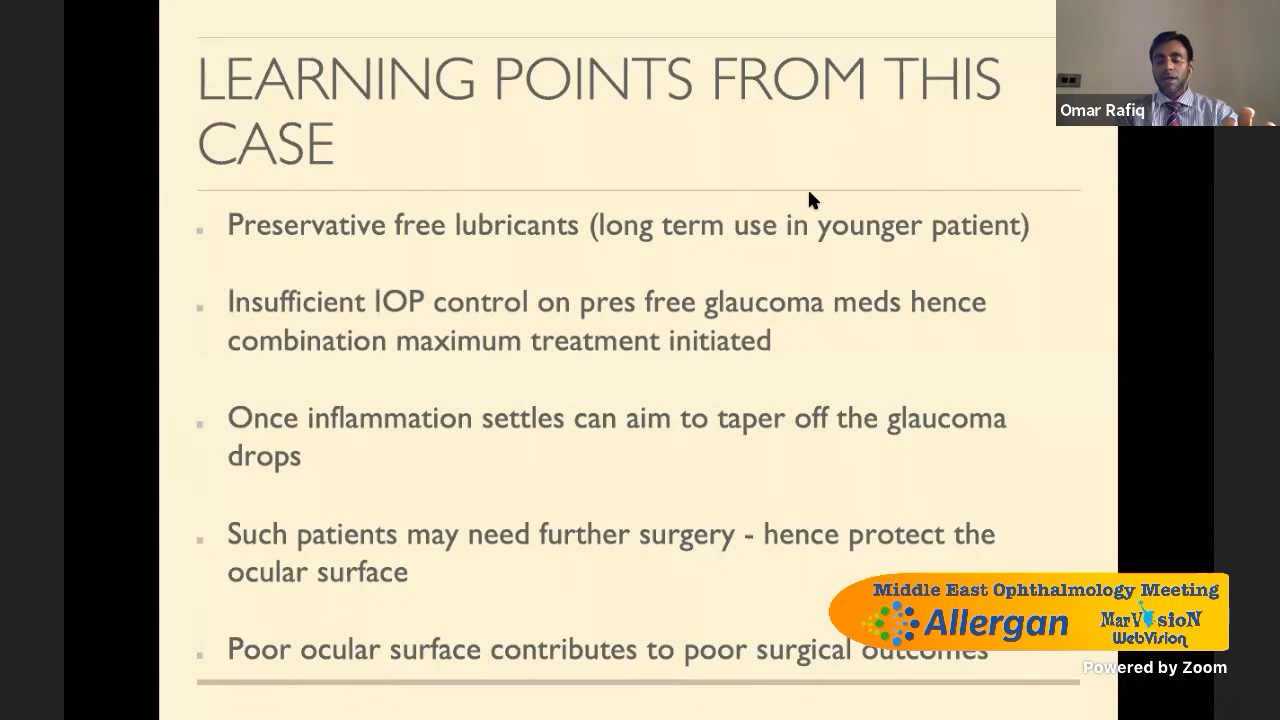 LEARNING POINTS FROM THIS
CASE
Omar Rafiq
Preservative free lubricants (long term use in younger patient)
Insufficient IOP control on pres free glaucoma meds hence
combination maximum treatment initiated
Once inflammation settles can aim to taper off the glaucoma
drops
Such patients may need further surgery - hence protect the
ocular surface
Poor ocular surface contributes to poor surgical outcomes
Middle East Ophthalmology Meeting
Allergan
MarVisioN
WebVision
Powered by Zoom